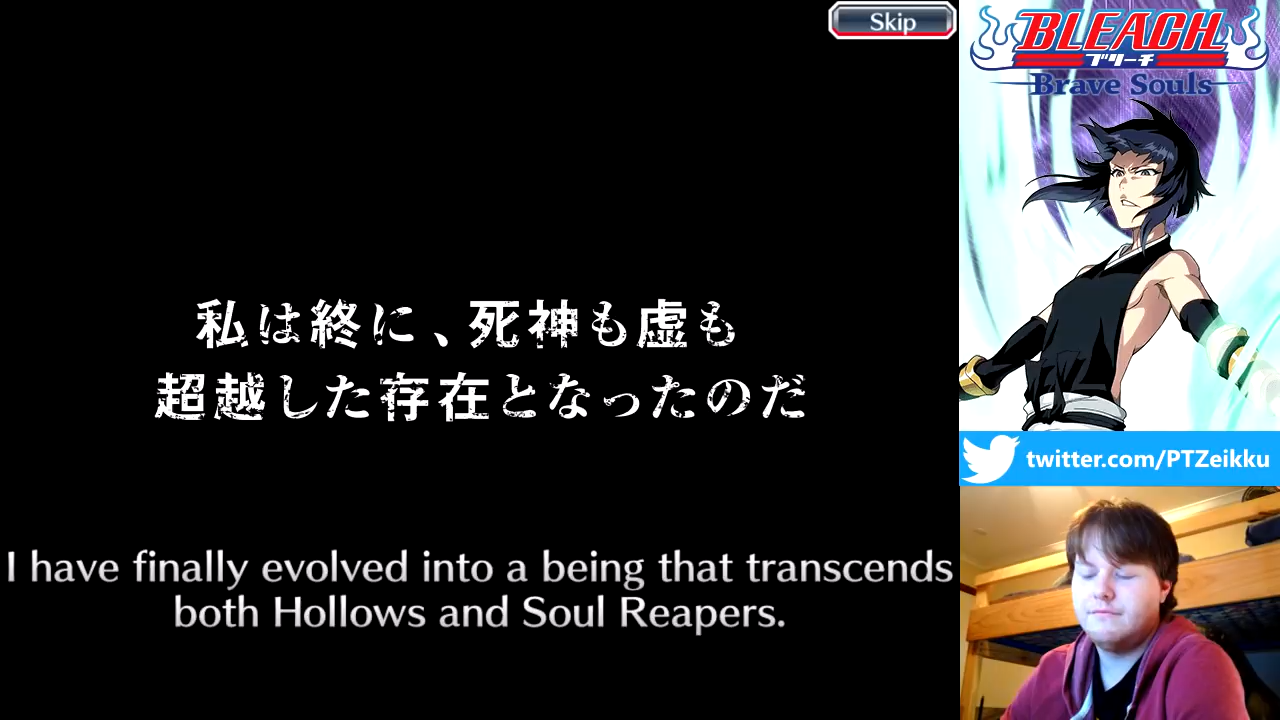 Skip
私は終に、死神も虚も
超越した存在となったのだ
I have finally evolved into a being that transcends
both Hollows and Soul Reapers.
BLEACH
ブリーチ
Brave Souls
twitter.com/PTZeikku